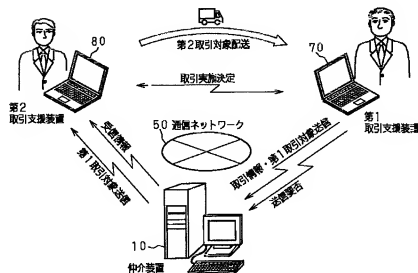 80
第2取引対象配送
70
取引実施決定
第2
取引支援装置
第1
取引支援装置
50 通信ネットワーク
受信情報
第1取引対象送信
取引情報・第1取引対象送信
送信要否
10
仲介装置